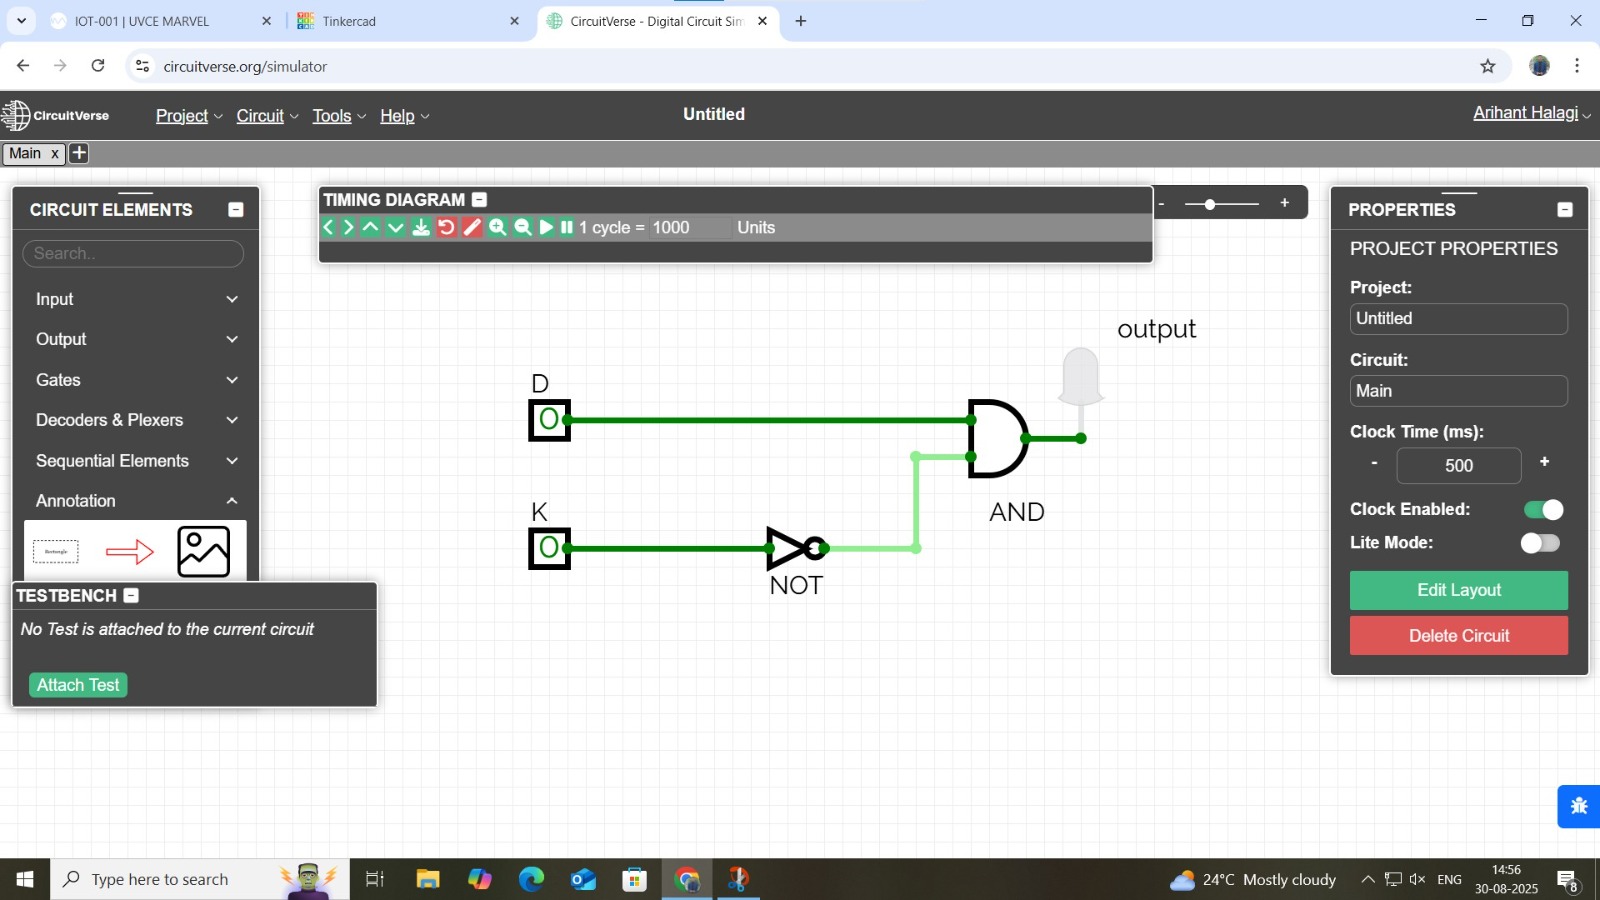 IOT-001 | UVCE MARVEL
Tinkercad
CircuitVerse - Digital Circuit Sim
circuitverse.org/simulator
CircuitVerse
Project
Circuit
Tools
Help
Untitled
Arihant Halagi
Main x
CIRCUIT ELEMENTS
Search..
Input
Output
Gates
Decoders & Plexers
Sequential Elements
Annotation
Rectangle
TESTBENCH
No Test is attached to the current circuit
Attach Test
TIMING DIAGRAM
1 cycle = 1000 Units
output
D
0
K
0
NOT
AND
PROPERTIES
PROJECT PROPERTIES
Project:
Untitled
Circuit:
Main
Clock Time (ms):
- 500 +
Clock Enabled:
Lite Mode:
Edit Layout
Delete Circuit
Type here to search
24°C Mostly cloudy
ENG
14:56
30-08-2025
8